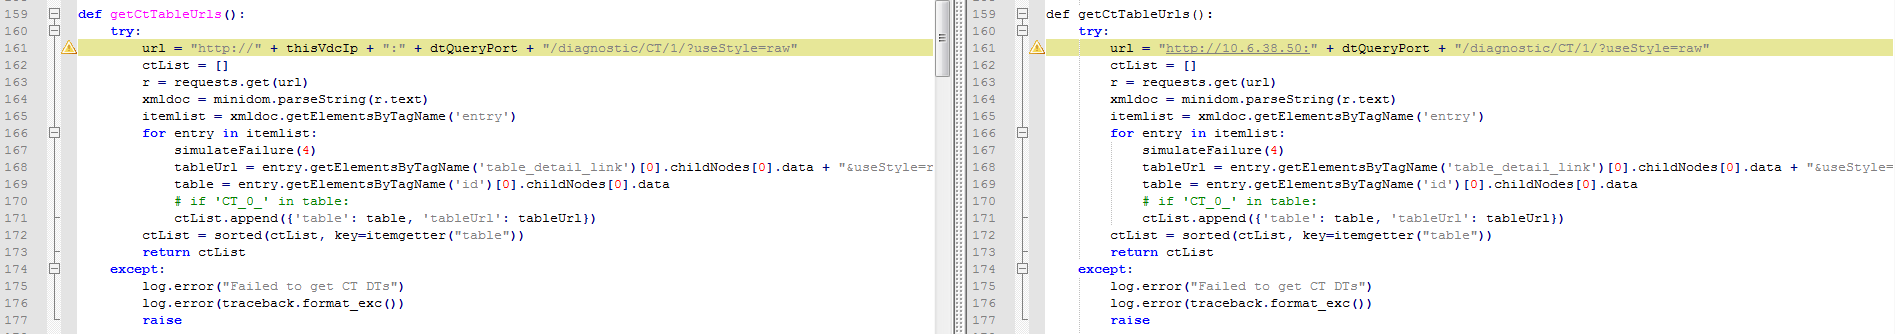 159 def getCtTableUrls():
160 try:
161 url = "http://" + thisVdcIp + ":" + dtQueryPort + "/diagnostic/CT/1/?useStyle=raw"
162 ctList = []
163 r = requests.get(url)
164 xmldoc = minidom.parseString(r.text)
165 itemlist = xmldoc.getElementsByTagName('entry')
166 for entry in itemlist:
167 simulateFailure(4)
168 tableUrl = entry.getElementsByTagName('table_detail_link')[0].childNodes[0].data + "&useStyle=r
169 table = entry.getElementsByTagName('id')[0].childNodes[0].data
170 # if 'CT_0_' in table:
171 ctList.append({'table': table, 'tableUrl': tableUrl})
172 ctList = sorted(ctList, key=itemgetter("table"))
173 return ctList
174 except:
175 log.error("Failed to get CT DTs")
176 log.error(traceback.format_exc())
177 raise
159 def getCtTableUrls():
160 try:
161 url = "http://10.6.38.50:" + dtQueryPort + "/diagnostic/CT/1/?useStyle=raw"
162 ctList = []
163 r = requests.get(url)
164 xmldoc = minidom.parseString(r.text)
165 itemlist = xmldoc.getElementsByTagName('entry')
166 for entry in itemlist:
167 simulateFailure(4)
168 tableUrl = entry.getElementsByTagName('table_detail_link')[0].childNodes[0].data + "&useStyle=
169 table = entry.getElementsByTagName('id')[0].childNodes[0].data
170 # if 'CT_0_' in table:
171 ctList.append({'table': table, 'tableUrl': tableUrl})
172 ctList = sorted(ctList, key=itemgetter("table"))
173 return ctList
174 except:
175 log.error("Failed to get CT DTs")
176 log.error(traceback.format_exc())
177 raise